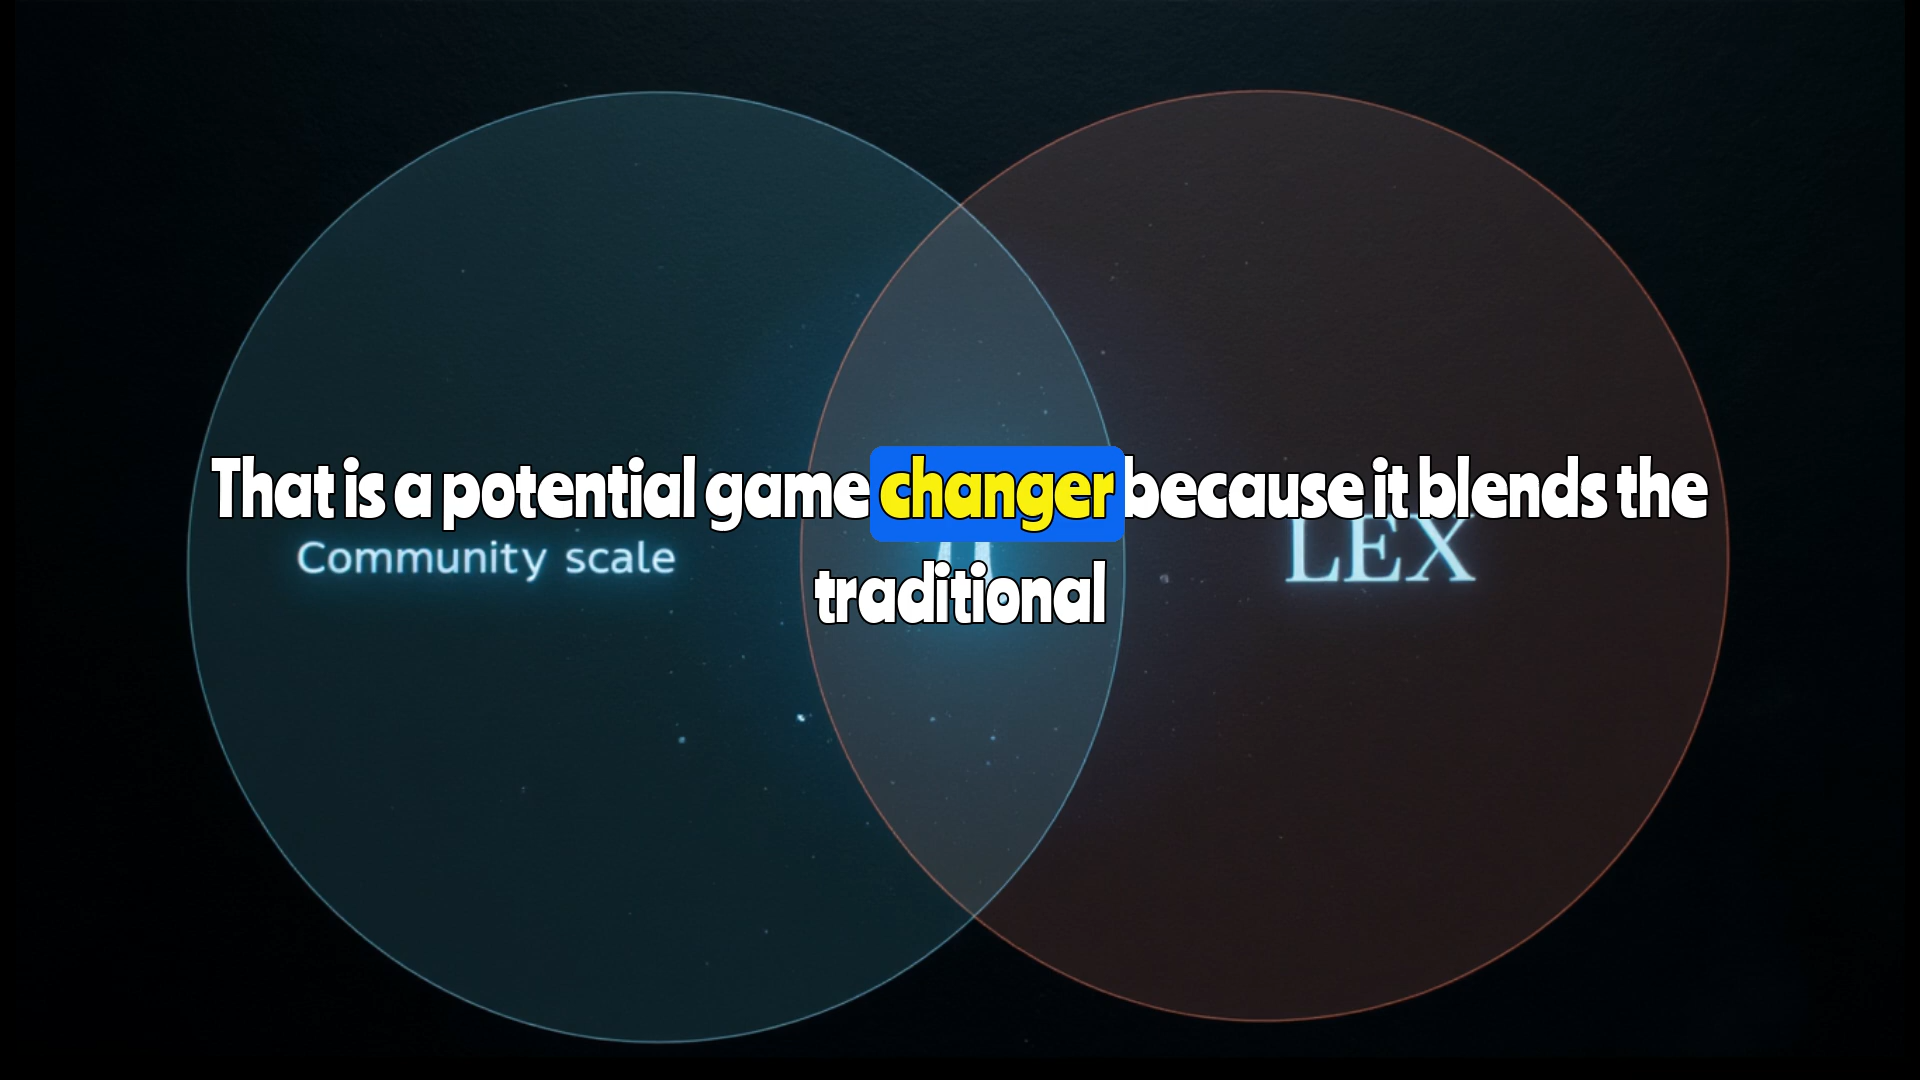 That is a potential game changer because it blends the
traditional
Community scale
LEX